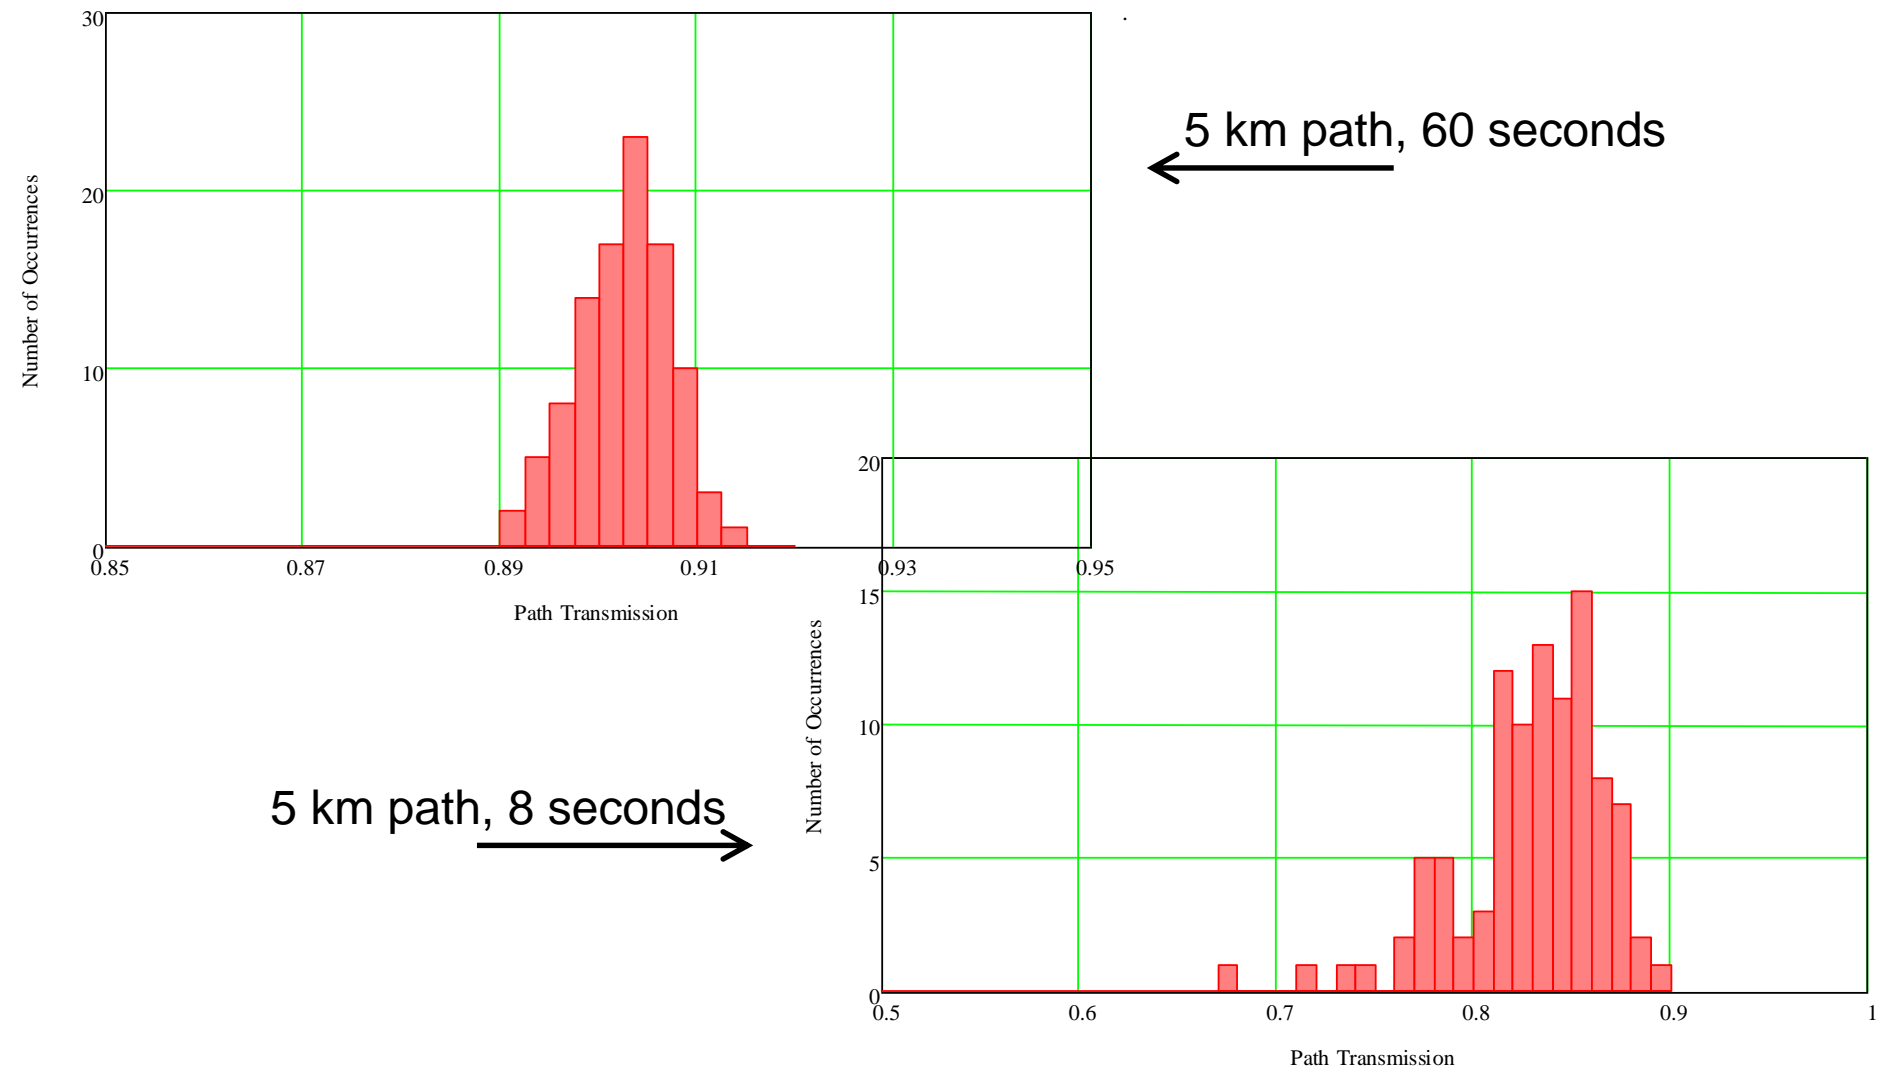 30
20
10
0
0.85 0.87 0.89 0.91 0.93 0.95
Number of Occurrences
Path Transmission
.
5 km path, 60 seconds
5 km path, 8 seconds
20
15
10
5
0
0.5 0.6 0.7 0.8 0.9 1
Number of Occurrences
Path Transmission